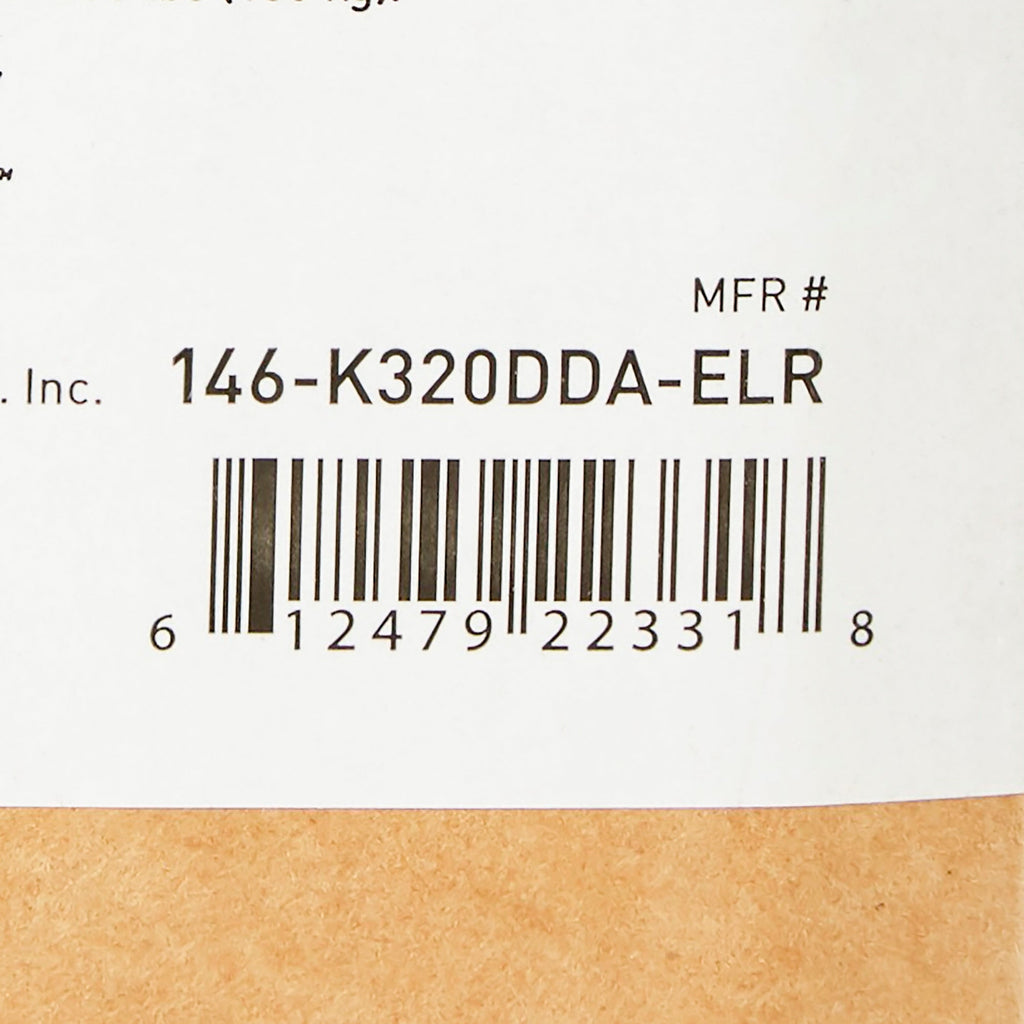 MFR #
. Inc.
146-K320DDA-ELR
6 12479 22331 8